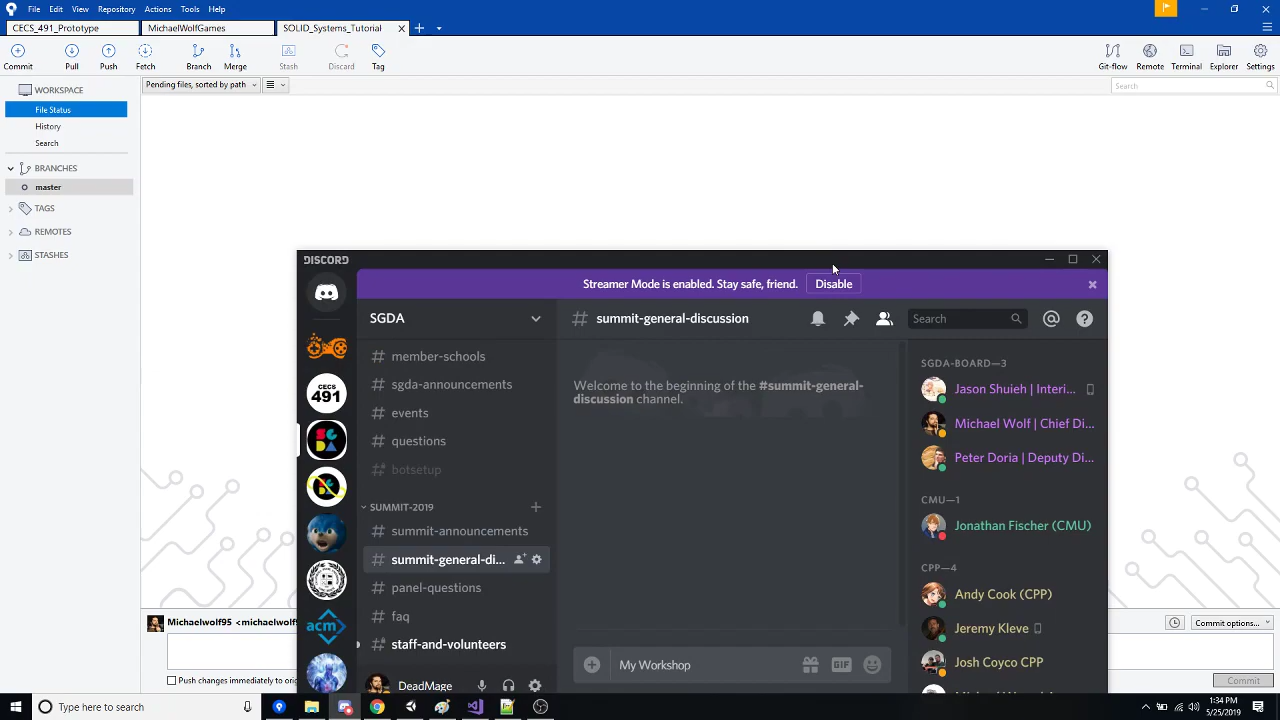 File Edit View Repository Actions Tools Help
CECS_491_Prototype MichaelWolfGames SOLID_Systems_Tutorial
Commit Pull Push Fetch Branch Merge Stash Discard Tag Git-flow Remote Terminal Explorer Settings
WORKSPACE
Pending files, sorted by path
Search
File Status
History
Search
BRANCHES
master
TAGS
REMOTES
STASHES
DISCORD
Streamer Mode is enabled. Stay safe, friend. Disable
SGDA
# summit-general-discussion
Search
# member-schools
# sgda-announcements
# events
# questions
# botsetup
SUMMIT-2019
# summit-announcements
# summit-general-di...
# panel-questions
# faq
# staff-and-volunteers
DeadMage
CECS
491
SGDA
acm
Welcome to the beginning of the #summit-general-
discussion channel.
My Workshop
GIF
SGDA-BOARD—3
Jason Shuieh | Interi...
Michael Wolf | Chief Di...
Peter Doria | Deputy Di...
CMU—1
Jonathan Fischer (CMU)
CPP—4
Andy Cook (CPP)
Jeremy Kleve
Josh Coyco CPP
Michaelwolf95 <michaelwolf9
Commit options...
Push changes immediately to orig
Commit
Type here to search
1:34 PM
5/25/2019